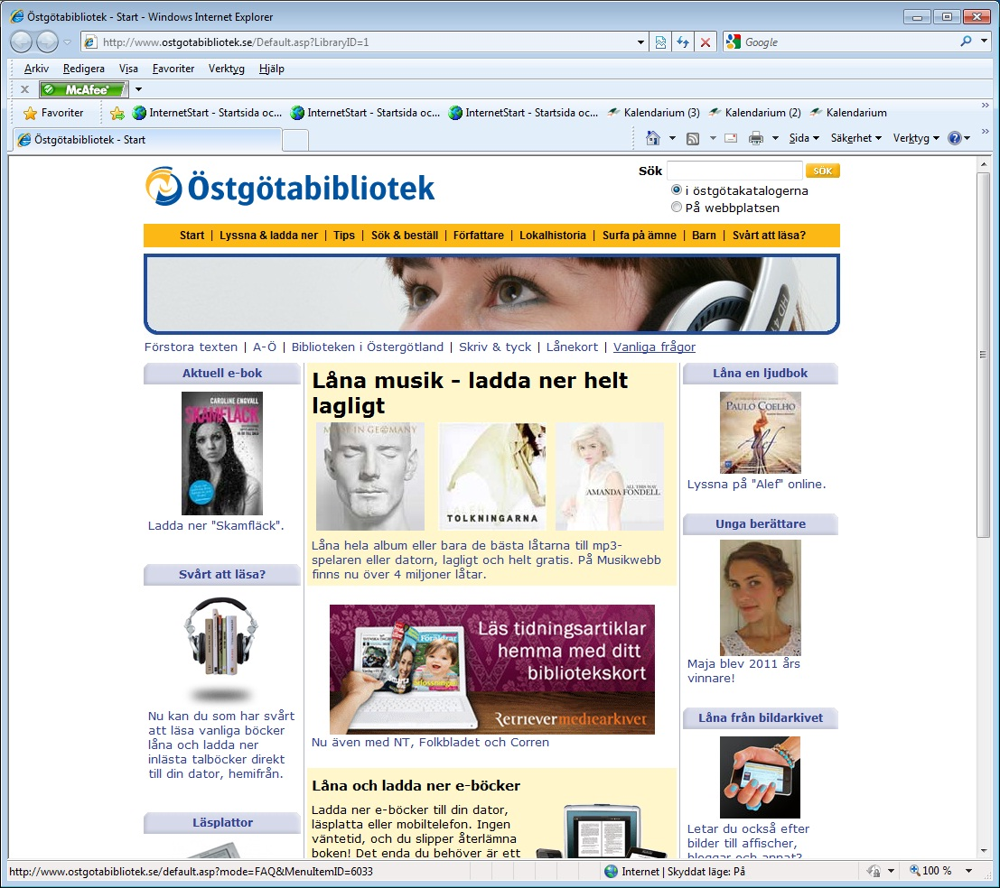 Östgötabibliotek - Start - Windows Internet Explorer
http://www.ostgotabibliotek.se/Default.asp?LibraryID=1
Google
Arkiv Redigera Visa Favoriter Verktyg Hjälp
x McAfee
Favoriter InternetStart - Startsida oc... InternetStart - Startsida oc... InternetStart - Startsida oc... Kalendarium (3) Kalendarium (2) Kalendarium
Östgötabibliotek - Start
Sida Säkerhet Verktyg
Östgötabibliotek
Sök SÖK
i östgötakatalogerna
På webbplatsen
Start | Lyssna & ladda ner | Tips | Sök & beställ | Författare | Lokalhistoria | Surfa på ämne | Barn | Svårt att läsa?
Förstora texten | A-Ö | Biblioteken i Östergötland | Skriv & tyck | Lånekort | Vanliga frågor
Aktuell e-bok
CAROLINE ENGVALL
SKAMFLÄCK
Ladda ner "Skamfläck".
Svårt att läsa?
Nu kan du som har svårt
att läsa vanliga böcker
låna och ladda ner
inlästa talböcker direkt
till din dator, hemifrån.
Läsplattor
Låna musik - ladda ner helt
lagligt
MADE IN GERMANY
TOLKNINGARNA
ALL THIS WAY
AMANDA FONDELL
Låna hela album eller bara de bästa låtarna till mp3-
spelaren eller datorn, lagligt och helt gratis. På Musikwebb
finns nu över 4 miljoner låtar.
Läs tidningsartiklar
hemma med ditt
bibliotekskort
Retriever mediearkivet
Nu även med NT, Folkbladet och Corren
Låna och ladda ner e-böcker
Ladda ner e-böcker till din dator,
läsplatta eller mobiltelefon. Ingen
väntetid, och du slipper återlämna
boken! Det enda du behöver är ett
Låna en ljudbok
PAULO COELHO
Alef
Lyssna på "Alef" online.
Unga berättare
Maja blev 2011 års
vinnare!
Låna från bildarkivet
Letar du också efter
bilder till affischer,
bloggar och annat?
http://www.ostgotabibliotek.se/default.asp?mode=FAQ&MenuItemID=6033
Internet | Skyddat läge: På
100 %